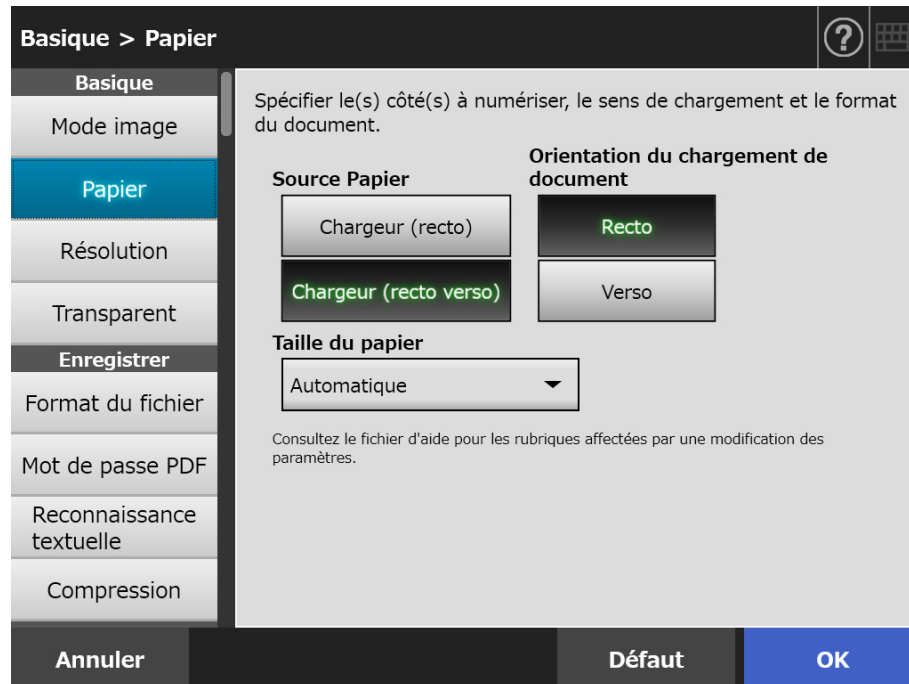 Basique > Papier
?
Basique
Mode image
Papier
Résolution
Transparent
Enregistrer
Format du fichier
Mot de passe PDF
Reconnaissance
textuelle
Compression
Spécifier le(s) côté(s) à numériser, le sens de chargement et le format
du document.
Source Papier
Chargeur (recto)
Chargeur (recto verso)
Orientation du chargement de
document
Recto
Verso
Taille du papier
Automatique
Consultez le fichier d'aide pour les rubriques affectées par une modification des
paramètres.
Annuler
Défaut
OK